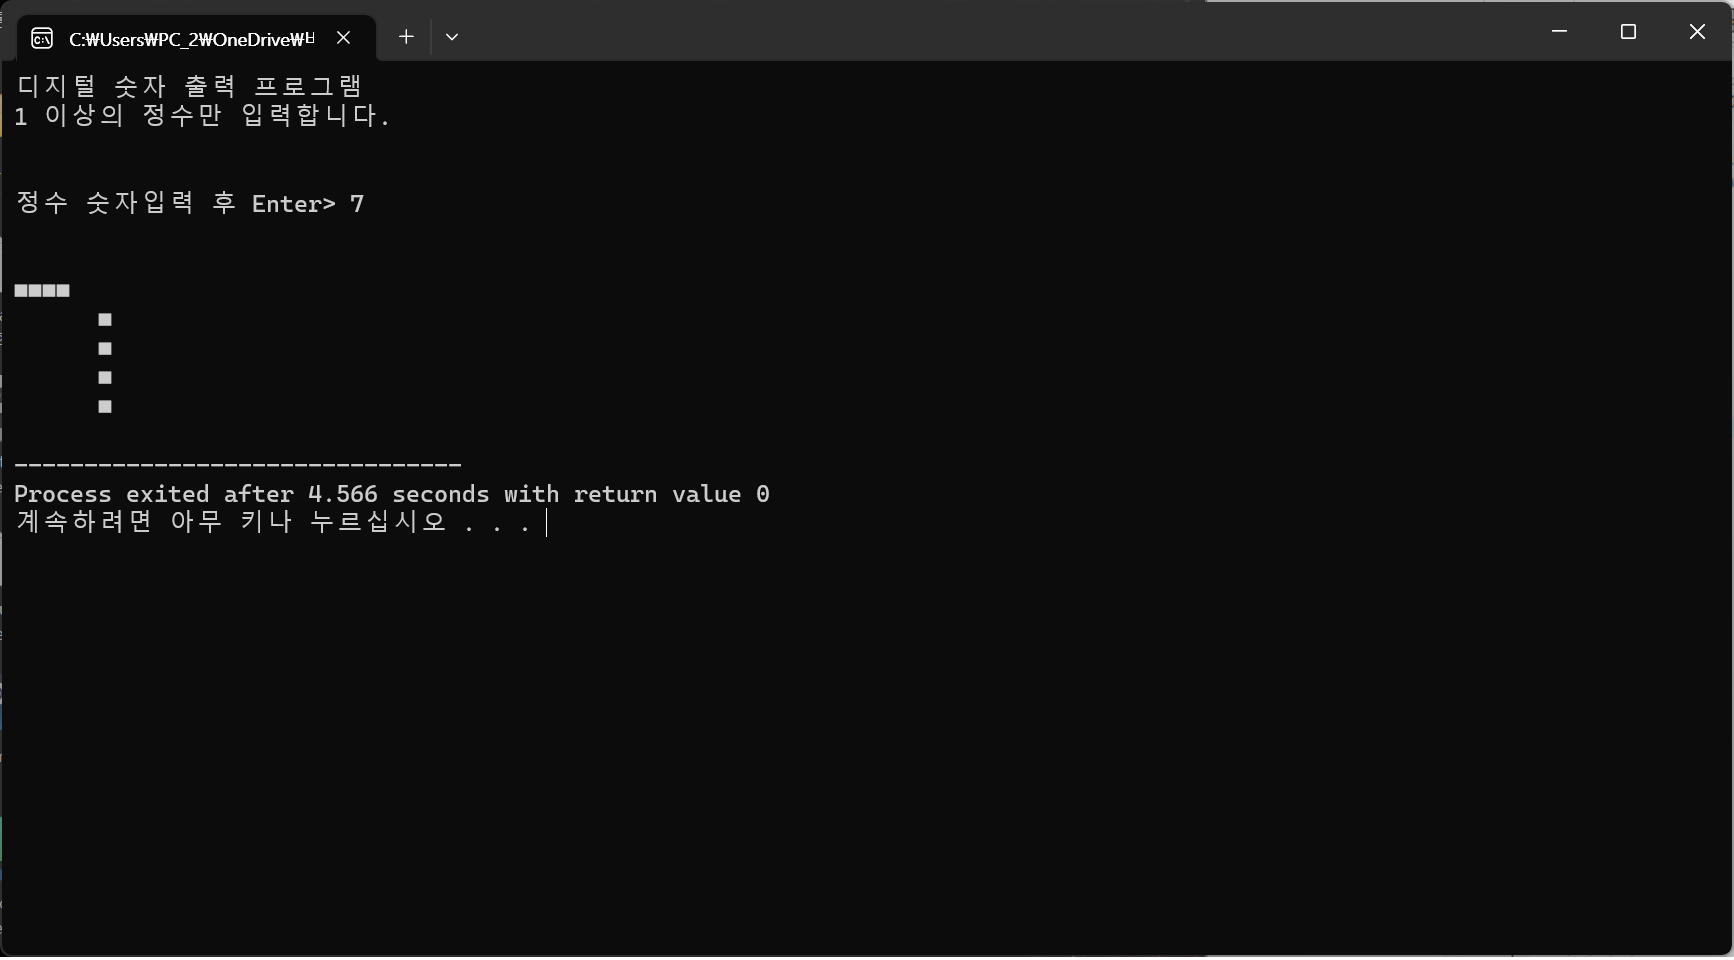 C:₩Users₩PC_2₩OneDrive₩
디지털 숫자 출력 프로그램
1 이상의 정수만 입력합니다.
정수 숫자입력 후 Enter> 7
■■■■
■
■
■
■
--------------------------------
Process exited after 4.566 seconds with return value 0
계속하려면 아무 키나 누르십시오 . . .